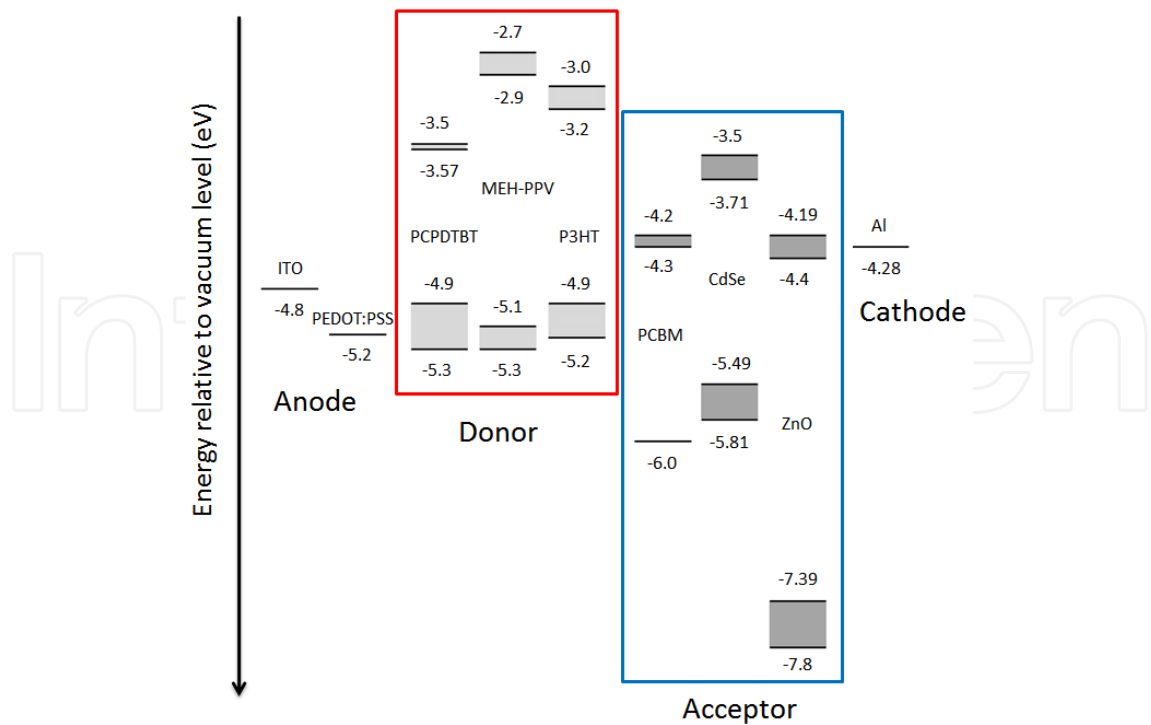 Energy relative to vacuum level (eV)
-2.7
-2.9
-3.0
-3.2
-3.5
-3.57
MEH-PPV
PCPDTBT
P3HT
-4.9
-5.1
-4.9
-5.3
-5.3
-5.2
ITO
-4.8
PEDOT:PSS
-5.2
Anode
Donor
-3.5
-3.71
-4.2
-4.3
CdSe
-4.19
-4.4
PCBM
-6.0
-5.49
-5.81
ZnO
-7.39
-7.8
Al
-4.28
Cathode
Acceptor